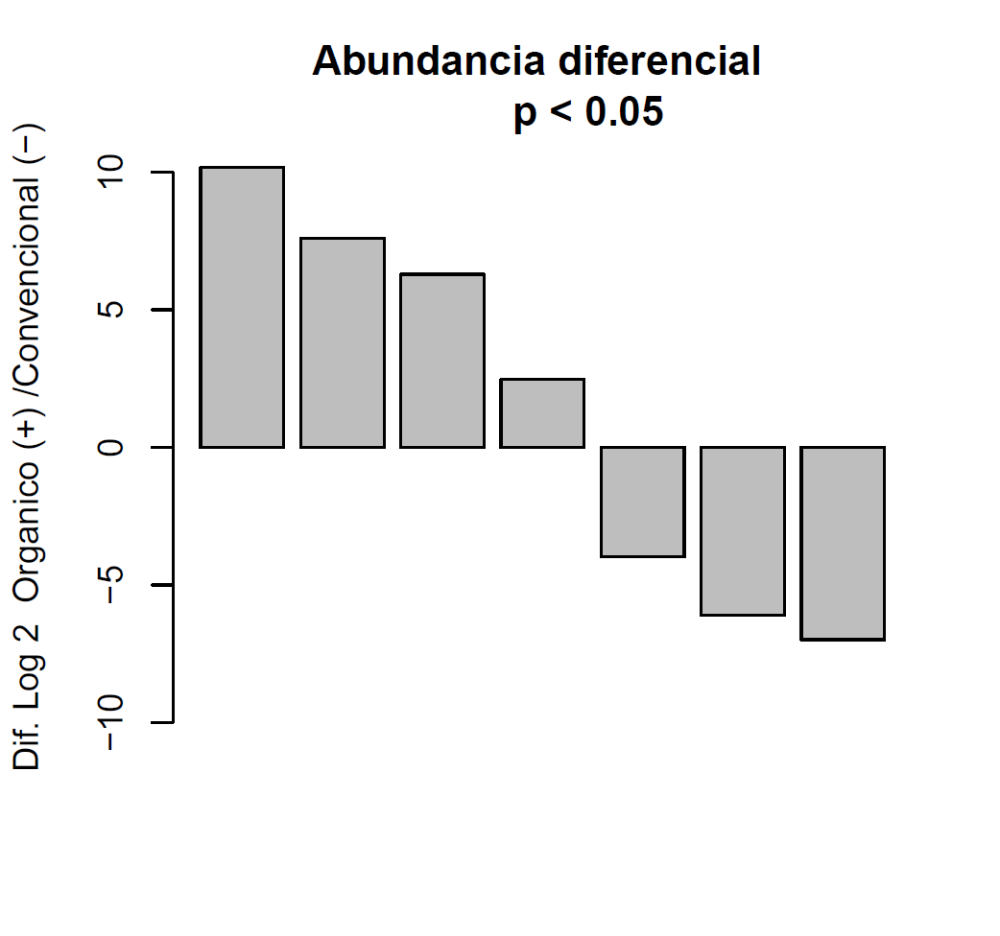 Abundancia diferencial
p < 0.05
Dif. Log 2  Organico (+) /Convencional (−)
10
5
0
−5
−10